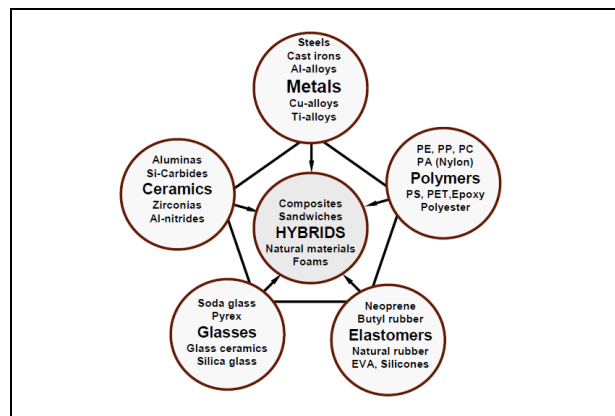 Steels
Cast irons
Al-alloys
Metals
Cu-alloys
Ti-alloys
Aluminas
Si-Carbides
Ceramics
Zirconias
Al-nitrides
PE, PP, PC
PA (Nylon)
Polymers
PS, PET,Epoxy
Polyester
Composites
Sandwiches
HYBRIDS
Natural materials
Foams
Soda glass
Pyrex
Glasses
Glass ceramics
Silica glass
Neoprene
Butyl rubber
Elastomers
Natural rubber
EVA, Silicones